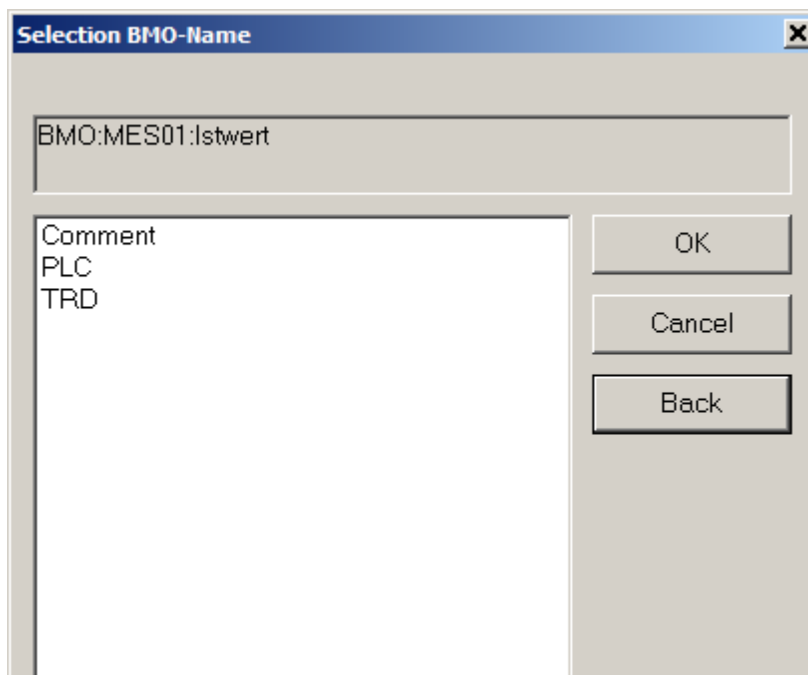 Selection BMO-Name
BMO:MES01:Istwert
Comment
PLC
TRD
OK
Cancel
Back